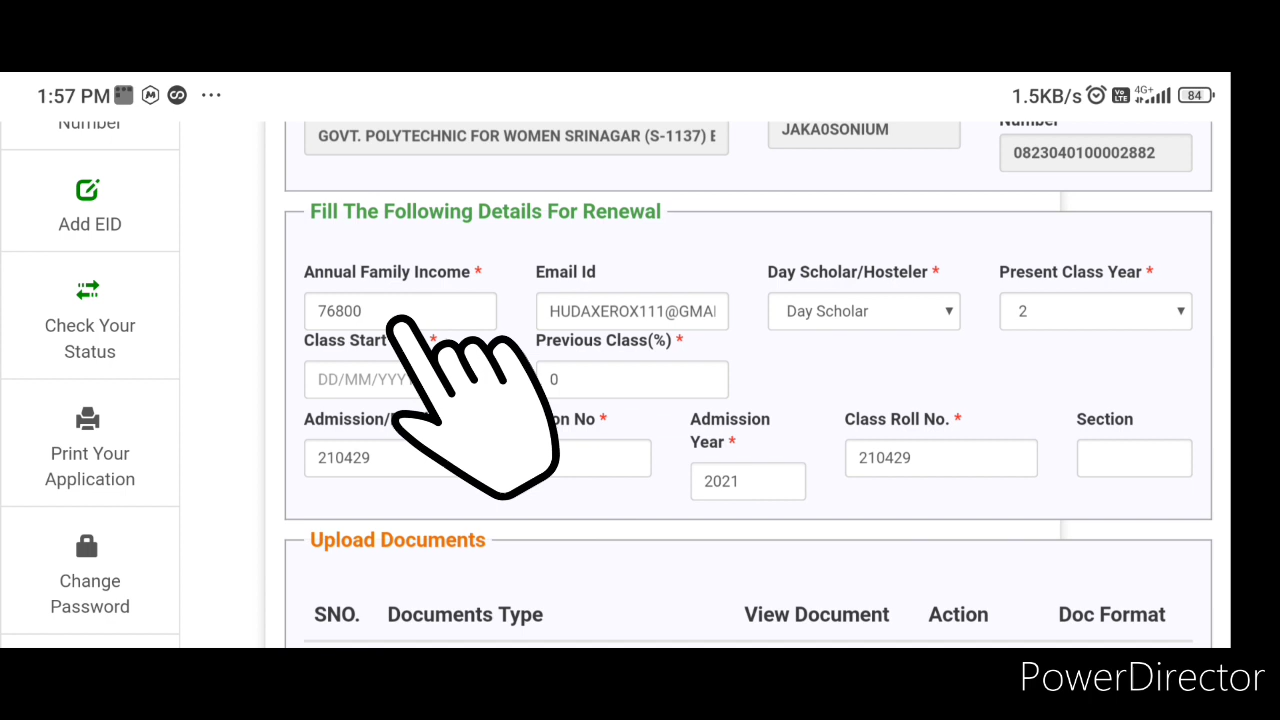 1:57 PM ... 1.5KB/s Vo LTE 4G+ 84
Number
GOVT. POLYTECHNIC FOR WOMEN SRINAGAR (S-1137) E JAKA0SONIUM Number
0823040100002882
Add EID
Check Your
Status
Print Your
Application
Change
Password
Fill The Following Details For Renewal
Annual Family Income * Email Id Day Scholar/Hosteler * Present Class Year *
76800 HUDAXEROX111@GMAI Day Scholar 2
Class Start * Previous Class(%) *
DD/MM/YYY 0
Admission/ on No * Admission Year * Class Roll No. * Section
210429 2021 210429
Upload Documents
SNO. Documents Type View Document Action Doc Format
PowerDirector